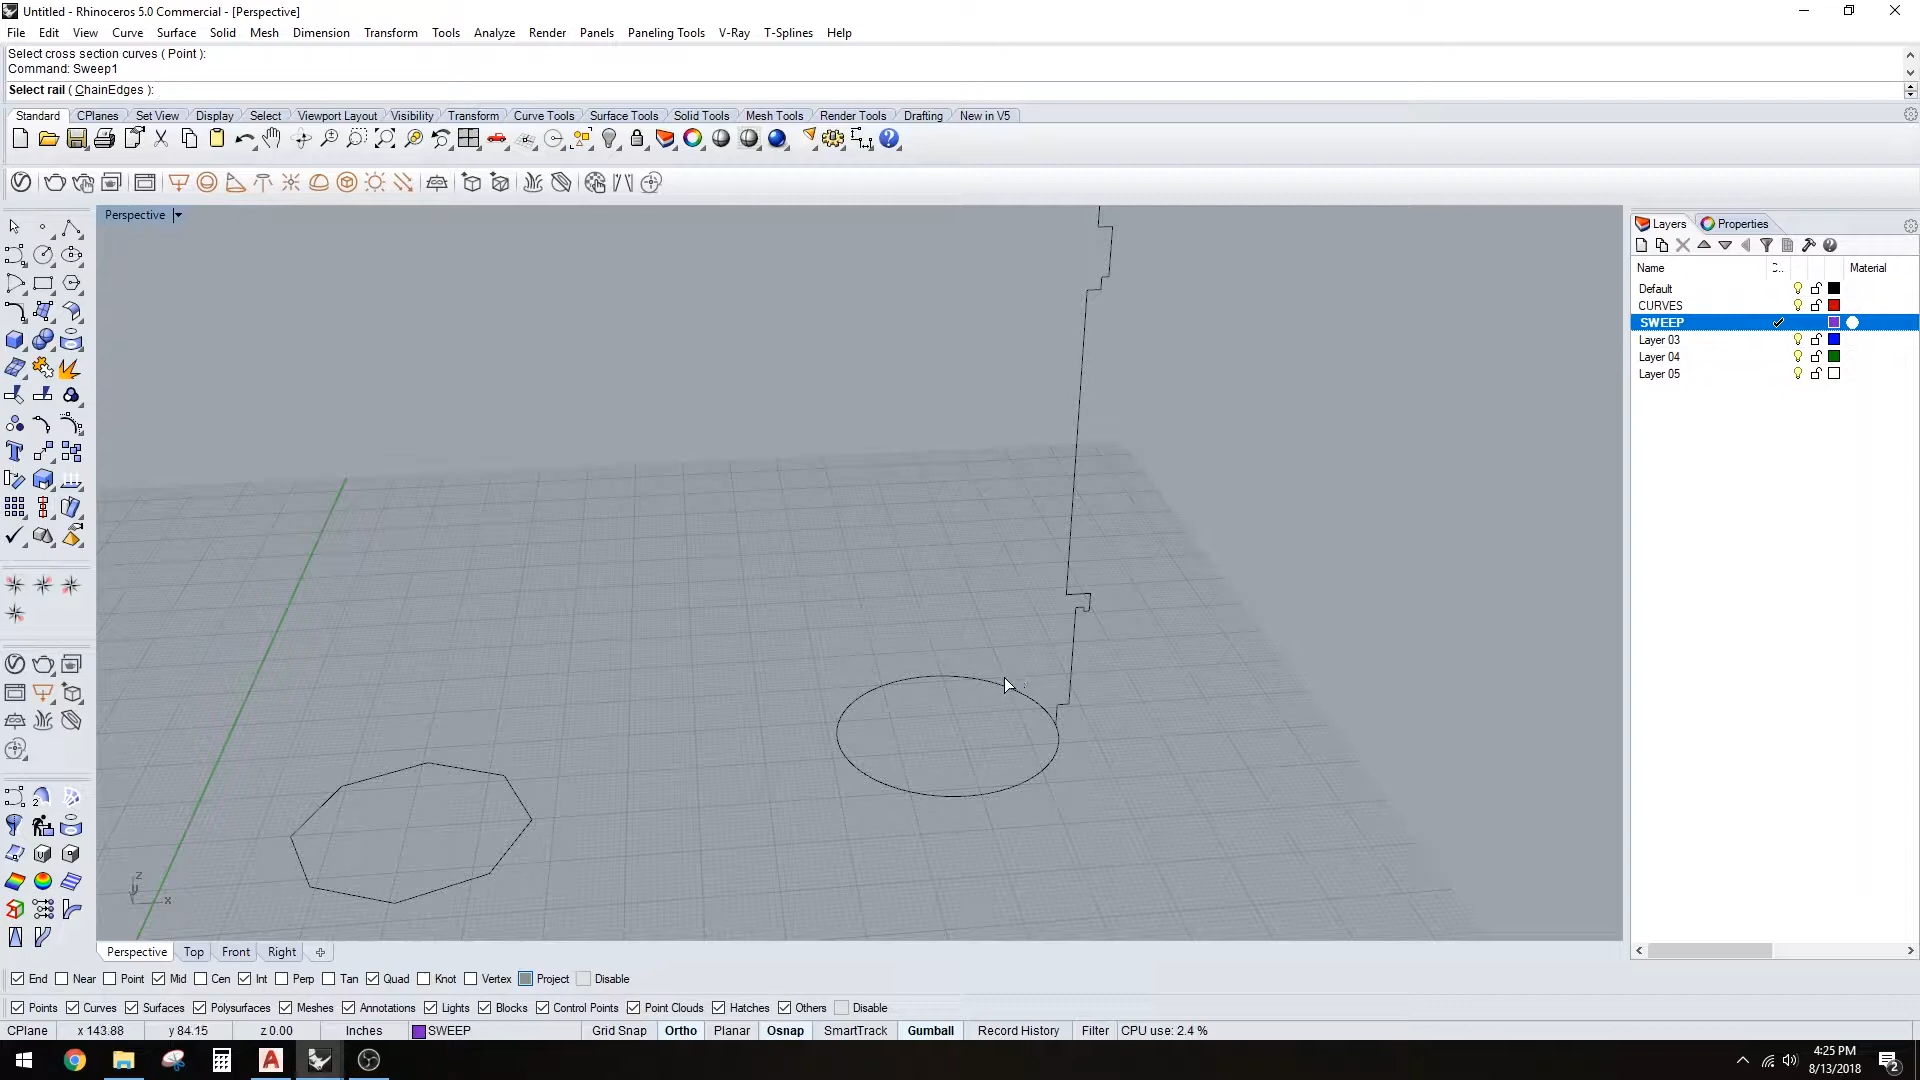 Untitled - Rhinoceros 5.0 Commercial - [Perspective]
File Edit View Curve Surface Solid Mesh Dimension Transform Tools Analyze Render Panels Paneling Tools V-Ray T-Splines Help
Select cross section curves ( Point ):
Command: Sweep1
Select rail ( ChainEdges ):
Standard CPlanes Set View Display Select Viewport Layout Visibility Transform Curve Tools Surface Tools Solid Tools Mesh Tools Render Tools Drafting New in V5
Perspective
Layers Properties
Name C... Material
Default
CURVES
SWEEP
Layer 03
Layer 04
Layer 05
z
y
x
Perspective Top Front Right
End Near Point Mid Cen Int Perp Tan Quad Knot Vertex Project Disable
Points Curves Surfaces Polysurfaces Meshes Annotations Lights Blocks Control Points Point Clouds Hatches Others Disable
CPlane x 143.88 y 84.15 z 0.00 Inches SWEEP Grid Snap Ortho Planar Osnap SmartTrack Gumball Record History Filter CPU use: 2.4 %
4:25 PM
8/13/2018
2